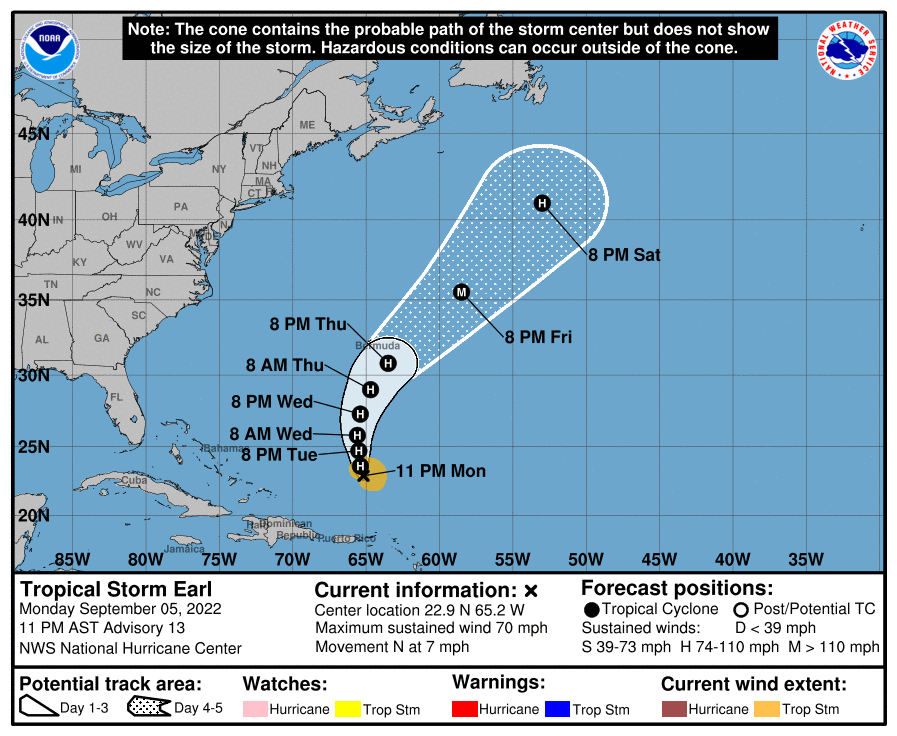 Note: The cone contains the probable path of the storm center but does not show
the size of the storm. Hazardous conditions can occur outside of the cone.
NOAA
NATIONAL WEATHER SERVICE
ME
45N
VT
NH
MI
NY
MA
CT
PA
40N
IN
OH
WV
KY
VA
8 PM Sat
H
TN
NC
35N
M
SC
8 PM Fri
8 PM Thu
AL
GA
Bermuda
H
8 AM Thu
30N
H
FL
8 PM Wed
H
8 AM Wed
H
25N
Bahamas
8 PM Tue
H
H
11 PM Mon
Cuba
20N
Haiti
Dominican
Republic
Puerto Rico
Jamaica
85W 80W 75W 70W 65W 60W 55W 50W 45W 40W 35W
Tropical Storm Earl
Monday September 05, 2022
11 PM AST Advisory 13
NWS National Hurricane Center
Current information: x
Center location 22.9 N 65.2 W
Maximum sustained wind 70 mph
Movement N at 7 mph
Forecast positions:
Tropical Cyclone Post/Potential TC
Sustained winds: D < 39 mph
S 39-73 mph H 74-110 mph M > 110 mph
Potential track area:
Day 1-3 Day 4-5
Watches:
Hurricane Trop Stm
Warnings:
Hurricane Trop Stm
Current wind extent:
Hurricane Trop Stm